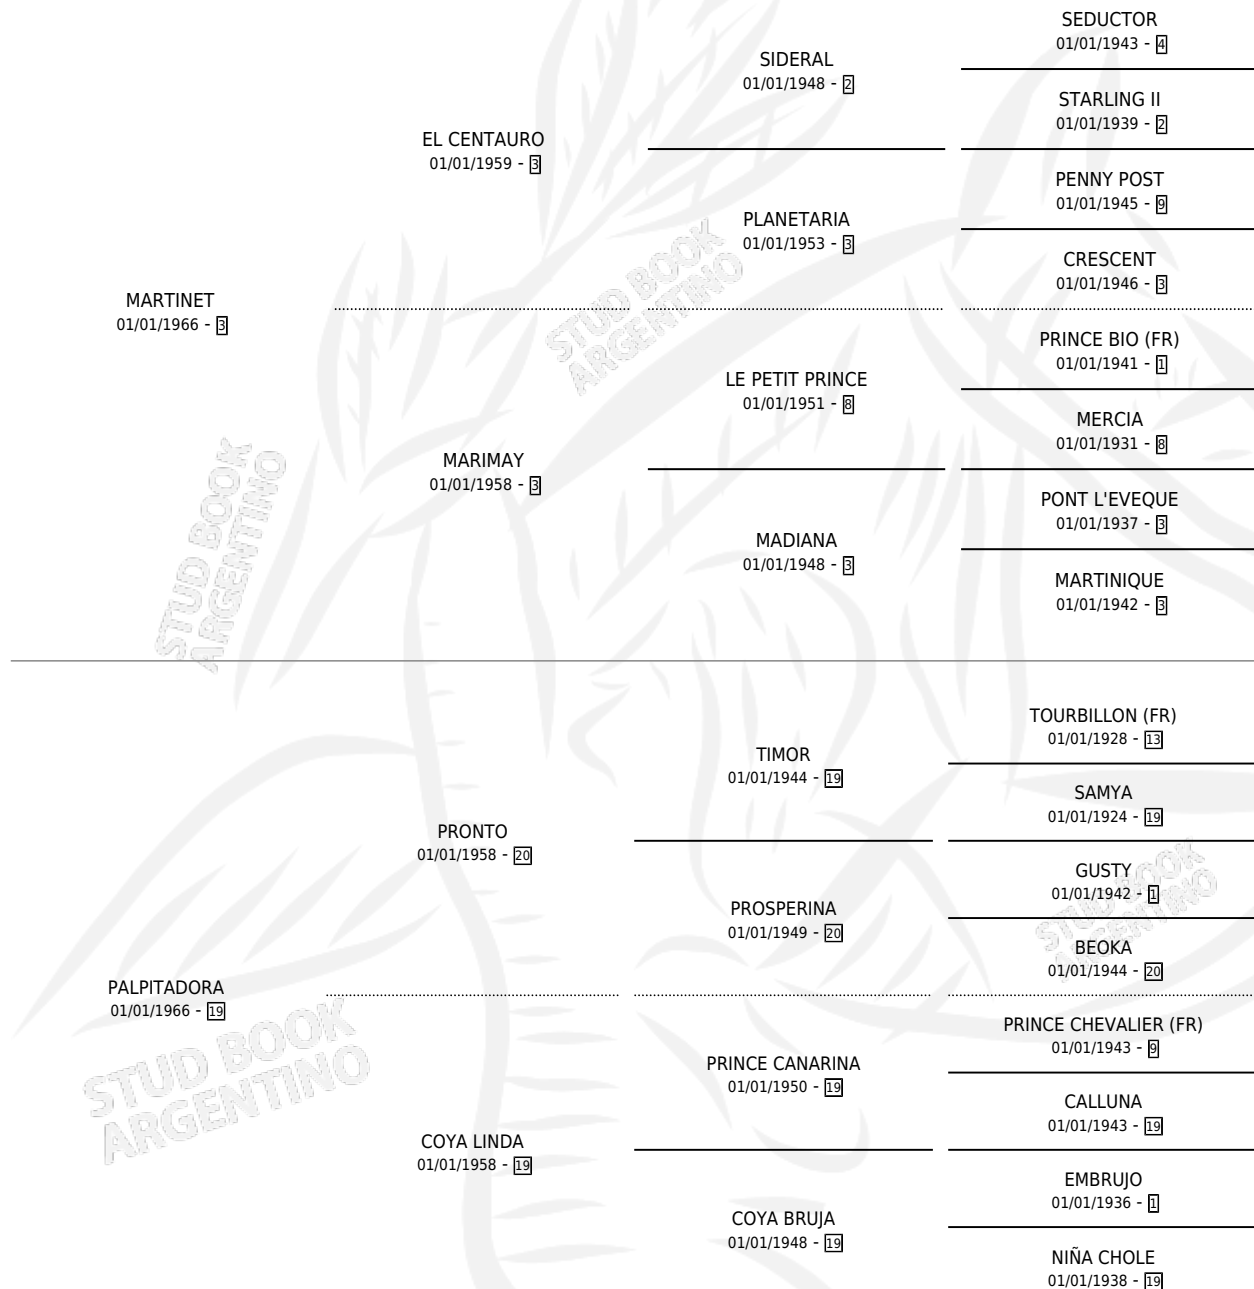 SEDUCTOR
01/01/1943 - 4
SIDERAL
01/01/1948 - 2
STARLING II
01/01/1939 - 2
EL CENTAURO
01/01/1959 - 3
PENNY POST
01/01/1945 - 9
PLANETARIA
01/01/1953 - 3
CRESCENT
01/01/1946 - 3
MARTINET
01/01/1966 - 3
PRINCE BIO (FR)
01/01/1941 - 1
LE PETIT PRINCE
01/01/1951 - 8
MERCIA
01/01/1931 - 8
MARIMAY
01/01/1958 - 3
PONT L'EVEQUE
01/01/1937 - 3
MADIANA
01/01/1948 - 3
MARTINIQUE
01/01/1942 - 3
TOURBILLON (FR)
01/01/1928 - 13
TIMOR
01/01/1944 - 19
SAMYA
01/01/1924 - 19
PRONTO
01/01/1958 - 20
GUSTY
01/01/1942 - 1
PROSPERINA
01/01/1949 - 20
BEOKA
01/01/1944 - 20
PALPITADORA
01/01/1966 - 19
PRINCE CHEVALIER (FR)
01/01/1943 - 9
PRINCE CANARINA
01/01/1950 - 19
CALLUNA
01/01/1943 - 19
COYA LINDA
01/01/1958 - 19
EMBRUJO
01/01/1936 - 1
COYA BRUJA
01/01/1948 - 19
NIÑA CHOLE
01/01/1938 - 19
STUD BOOK
ARGENTINO
STUD BOOK
ARGENTINO
STUD BOOK
ARGENTINO
STUD BOOK
ARGENTINO